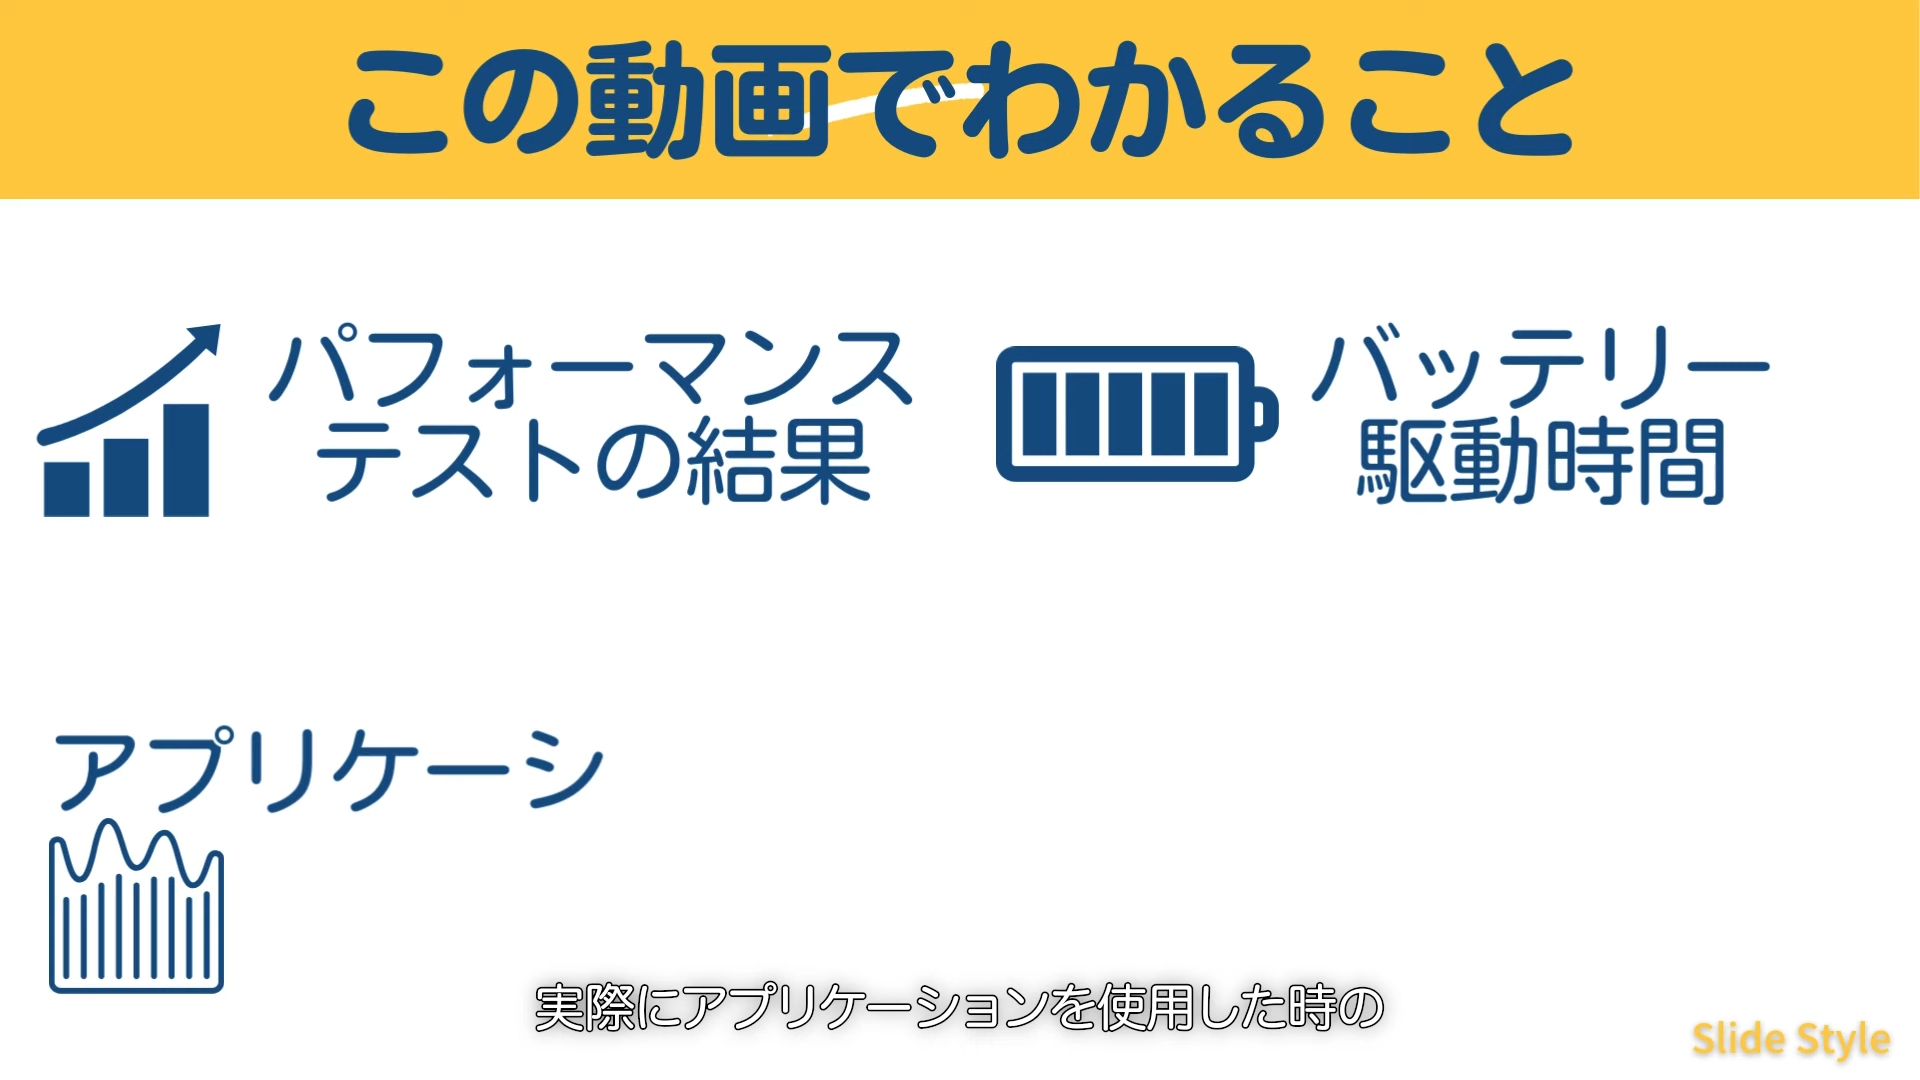 この動画でわかること
パフォーマンス
テストの結果
バッテリー
駆動時間
アプリケーシ
実際にアプリケーションを使用した時の
Slide Style